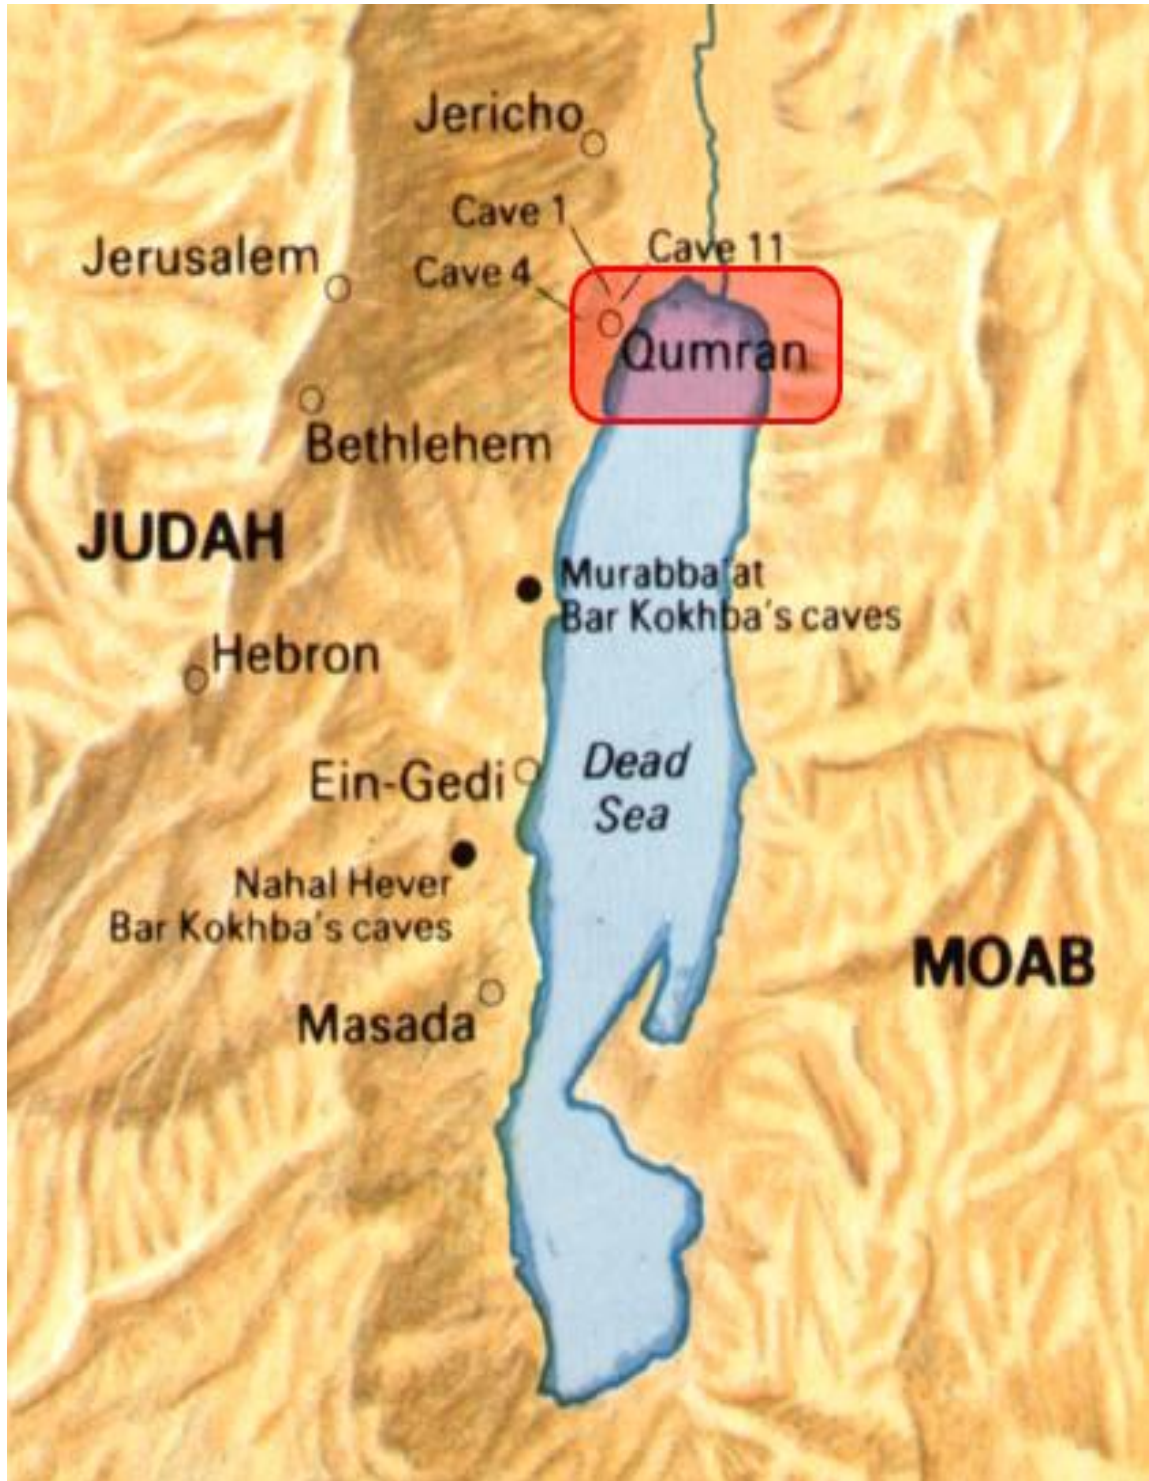 Jericho
Cave 1
Cave 11
Jerusalem
Cave 4
Qumran
Bethlehem
JUDAH
Murabba'at
Bar Kokhba's caves
Hebron
Dead
Sea
Ein-Gedi
Nahal Hever
Bar Kokhba's caves
MOAB
Masada